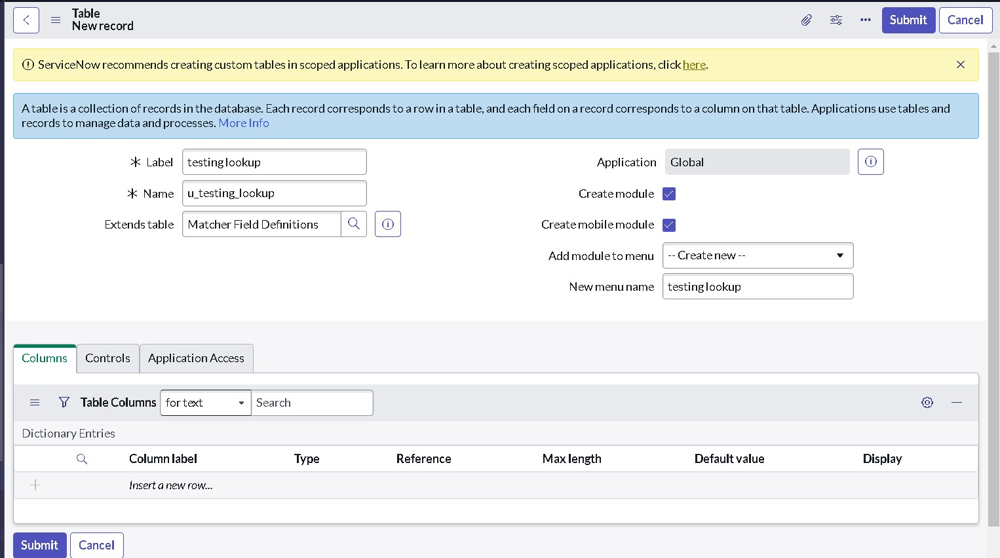 Table
New record
Submit
Cancel
ServiceNow recommends creating custom tables in scoped applications. To learn more about creating scoped applications, click here.
A table is a collection of records in the database. Each record corresponds to a row in a table, and each field on a record corresponds to a column on that table. Applications use tables and
records to manage data and processes. More Info
Label
testing lookup
Application
Global
Name
u_testing_lookup
Create module
Extends table
Matcher Field Definitions
Create mobile module
Add module to menu
-- Create new --
New menu name
testing lookup
Columns
Controls
Application Access
Table Columns
for text
Search
Dictionary Entries
Column label
Type
Reference
Max length
Default value
Display
Insert a new row...
Submit
Cancel